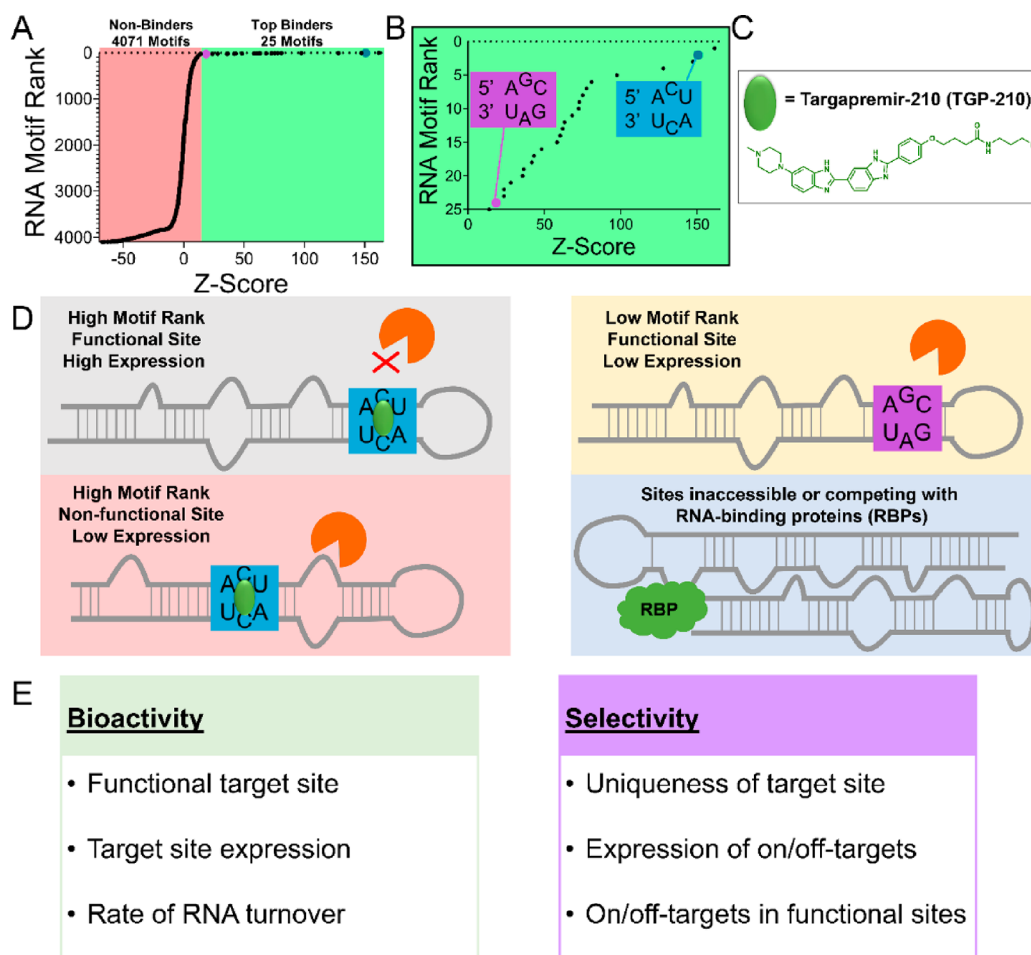 A
Non-Binders
4071 Motifs
Top Binders
25 Motifs
RNA Motif Rank
0
1000
2000
3000
4000
-50
0
50
100
150
Z-Score
B
RNA Motif Rank
0
5
10
15
20
25
5' AGC
3' UAG
5' ACU
3' UCA
0
50
100
150
Z-Score
C
= Targapremir-210 (TGP-210)
N
N
H
N
N
H
N
N
O
O
N
H
D
High Motif Rank
Functional Site
High Expression
ACU
UCA
Low Motif Rank
Functional Site
Low Expression
AGC
UAG
High Motif Rank
Non-functional Site
Low Expression
ACU
UCA
Sites inaccessible or competing with
RNA-binding proteins (RBPs)
RBP
E
Bioactivity
• Functional target site
• Target site expression
• Rate of RNA turnover
Selectivity
• Uniqueness of target site
• Expression of on/off-targets
• On/off-targets in functional sites